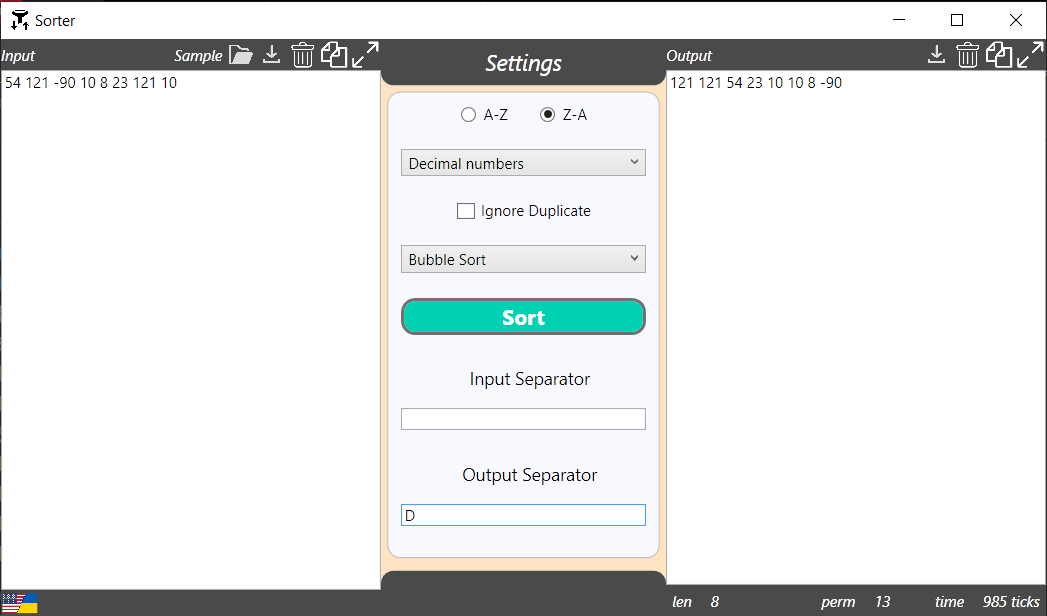 Sorter
Input Sample
54 121 -90 10 8 23 121 10
Settings
A-Z Z-A
Decimal numbers
Ignore Duplicate
Bubble Sort
Sort
Input Separator
Output Separator
D
Output
121 121 54 23 10 10 8 -90
len 8 perm 13 time 985 ticks